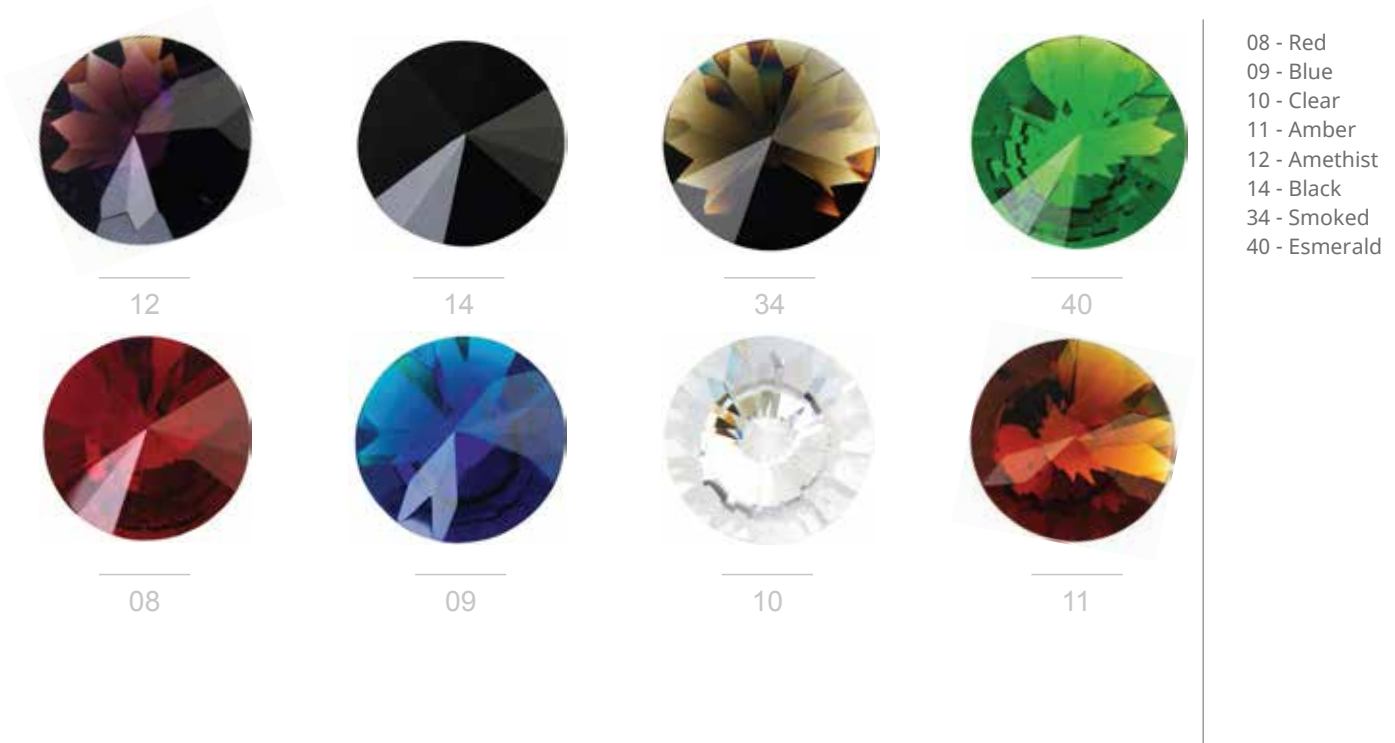 12
14
34
40
08
09
10
11
08 - Red
09 - Blue
10 - Clear
11 - Amber
12 - Amethist
14 - Black
34 - Smoked
40 - Esmerald